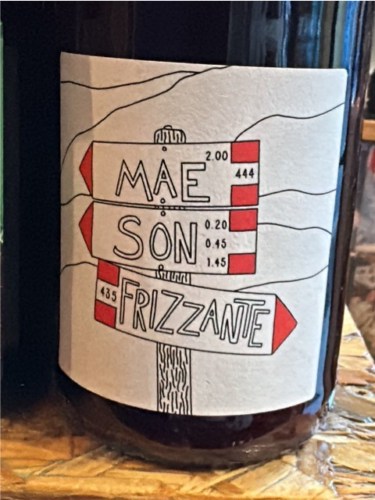 MAE 2.00
444
SON 0.20
0.45
1.45
435 FRIZZANTE